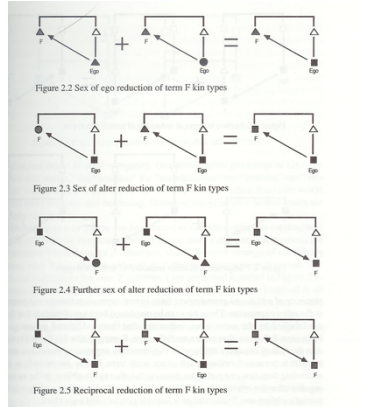 F F F
+ =
Ego Ego Ego
Figure 2.2 Sex of ego reduction of term F kin types
F F F
+ =
Ego Ego Ego
Figure 2.3 Sex of alter reduction of term F kin types
Ego Ego Ego
+ =
F F F
Figure 2.4 Further sex of alter reduction of term F kin types
Ego F F
+ =
F Ego F
Figure 2.5 Reciprocal reduction of term F kin types